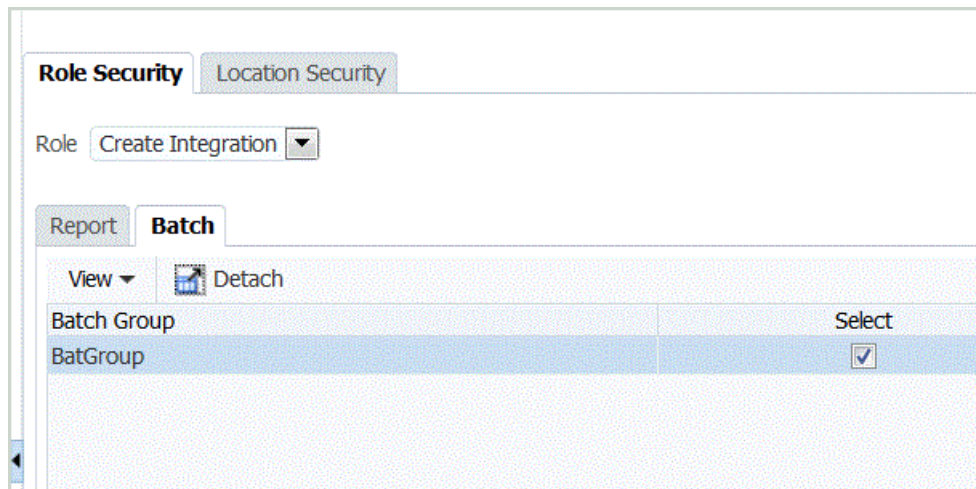 Role Security Location Security
Role Create Integration
Report Batch
View Detach
Batch Group Select
BatGroup